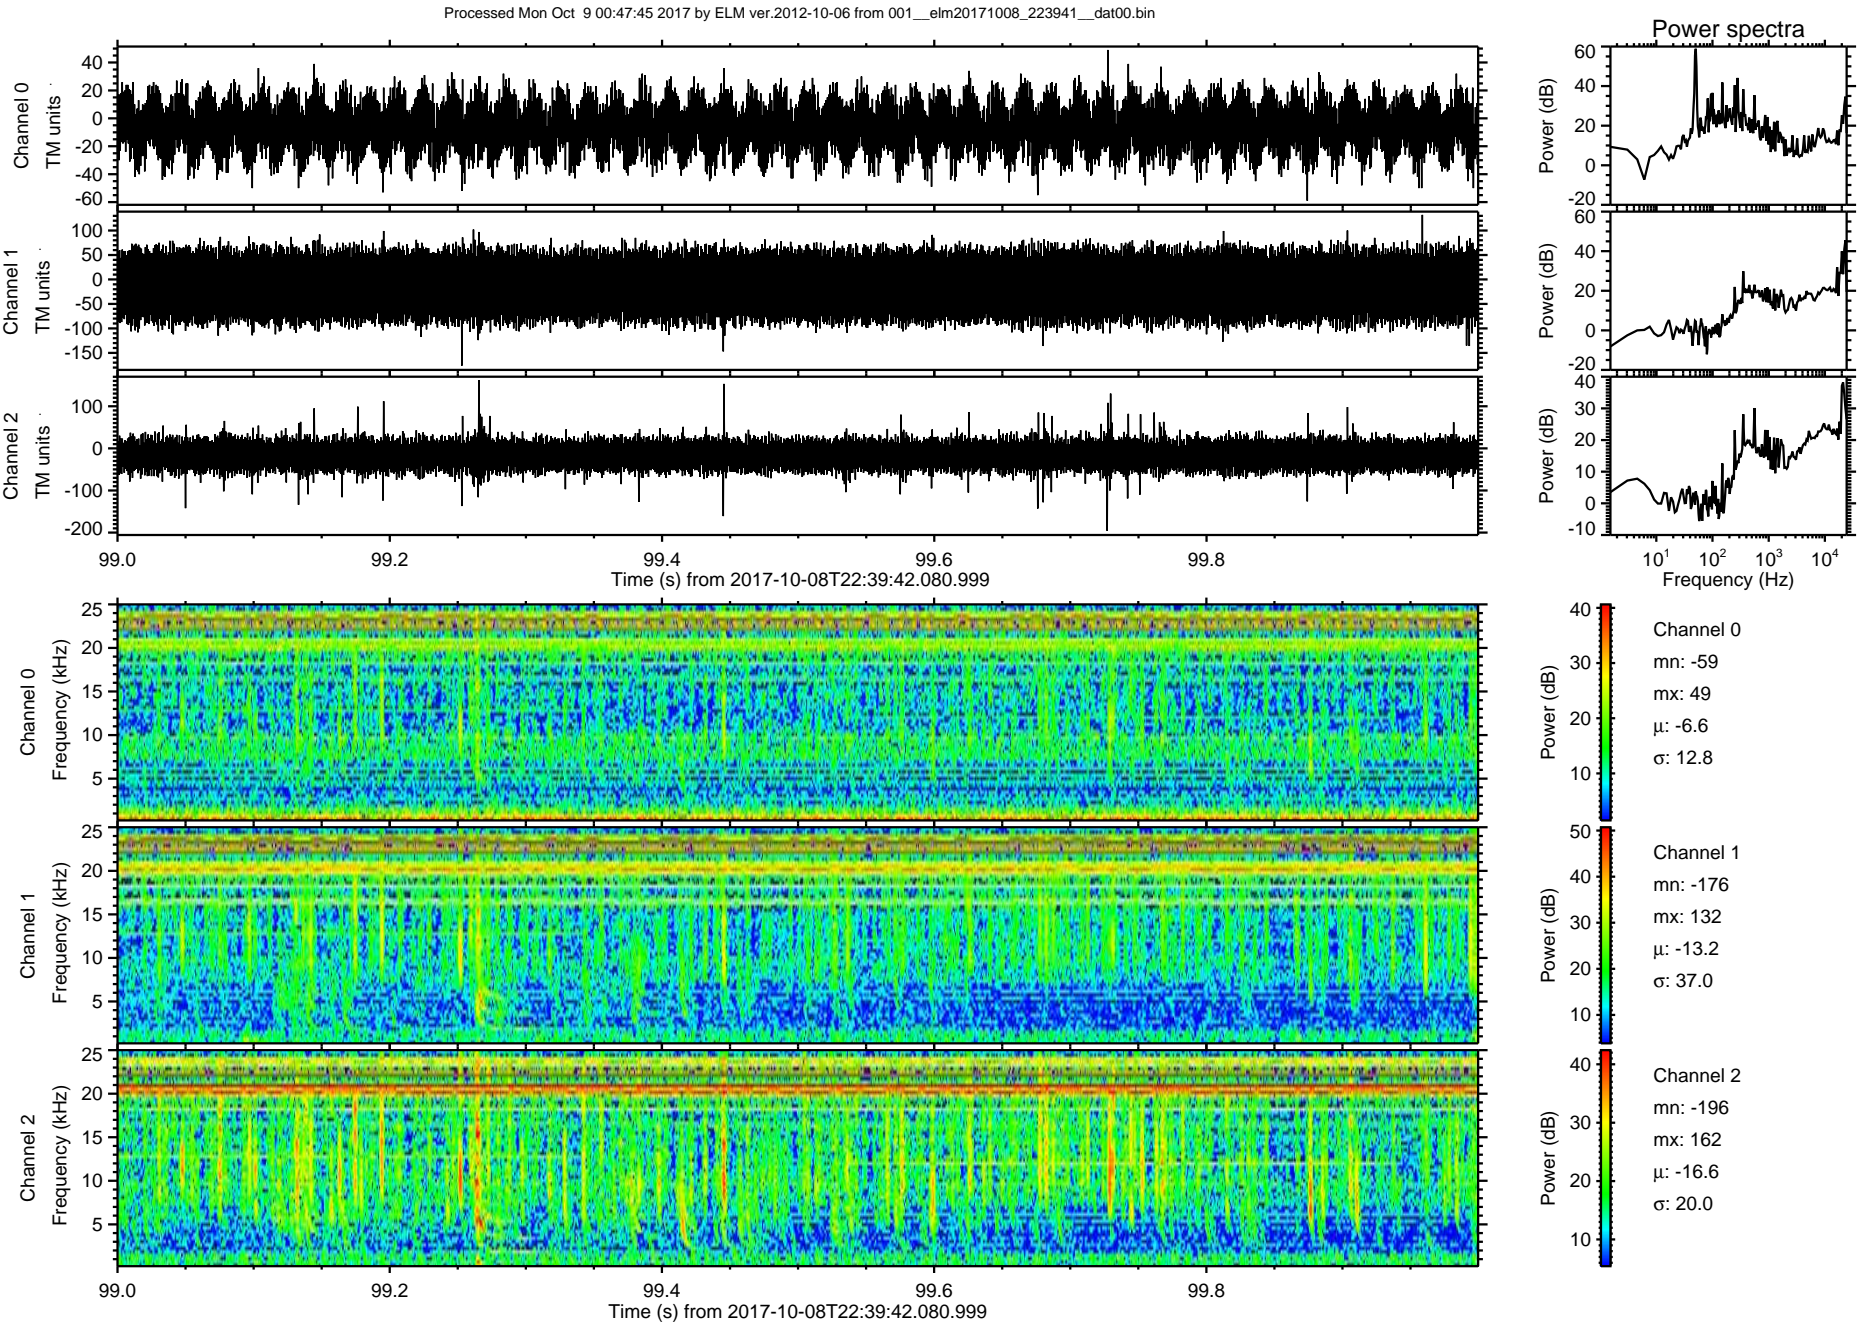 Processed Mon Oct  9 00:47:45 2017 by ELM ver.2012-10-06 from 001__elm20171008_223941__dat00.bin
Power spectra
Channel 0
TM units
40
20
0
-20
-40
-60
Power (dB)
60
40
20
0
-20
Channel 1
TM units
100
50
0
-50
-100
-150
Power (dB)
60
40
20
0
-20
Channel 2
TM units
100
0
-100
-200
Power (dB)
40
30
20
10
0
-10
99.0 99.2 99.4 99.6 99.8
Time (s) from 2017-10-08T22:39:42.080.999
10^1 10^2 10^3 10^4
Frequency (Hz)
Channel 0
Frequency (kHz)
25
20
15
10
5
Power (dB)
40
30
20
10
Channel 0
mn: -59
mx: 49
μ: -6.6
σ: 12.8
Channel 1
Frequency (kHz)
25
20
15
10
5
Power (dB)
50
40
30
20
10
Channel 1
mn: -176
mx: 132
μ: -13.2
σ: 37.0
Channel 2
Frequency (kHz)
25
20
15
10
5
Power (dB)
40
30
20
10
Channel 2
mn: -196
mx: 162
μ: -16.6
σ: 20.0
99.0 99.2 99.4 99.6 99.8
Time (s) from 2017-10-08T22:39:42.080.999